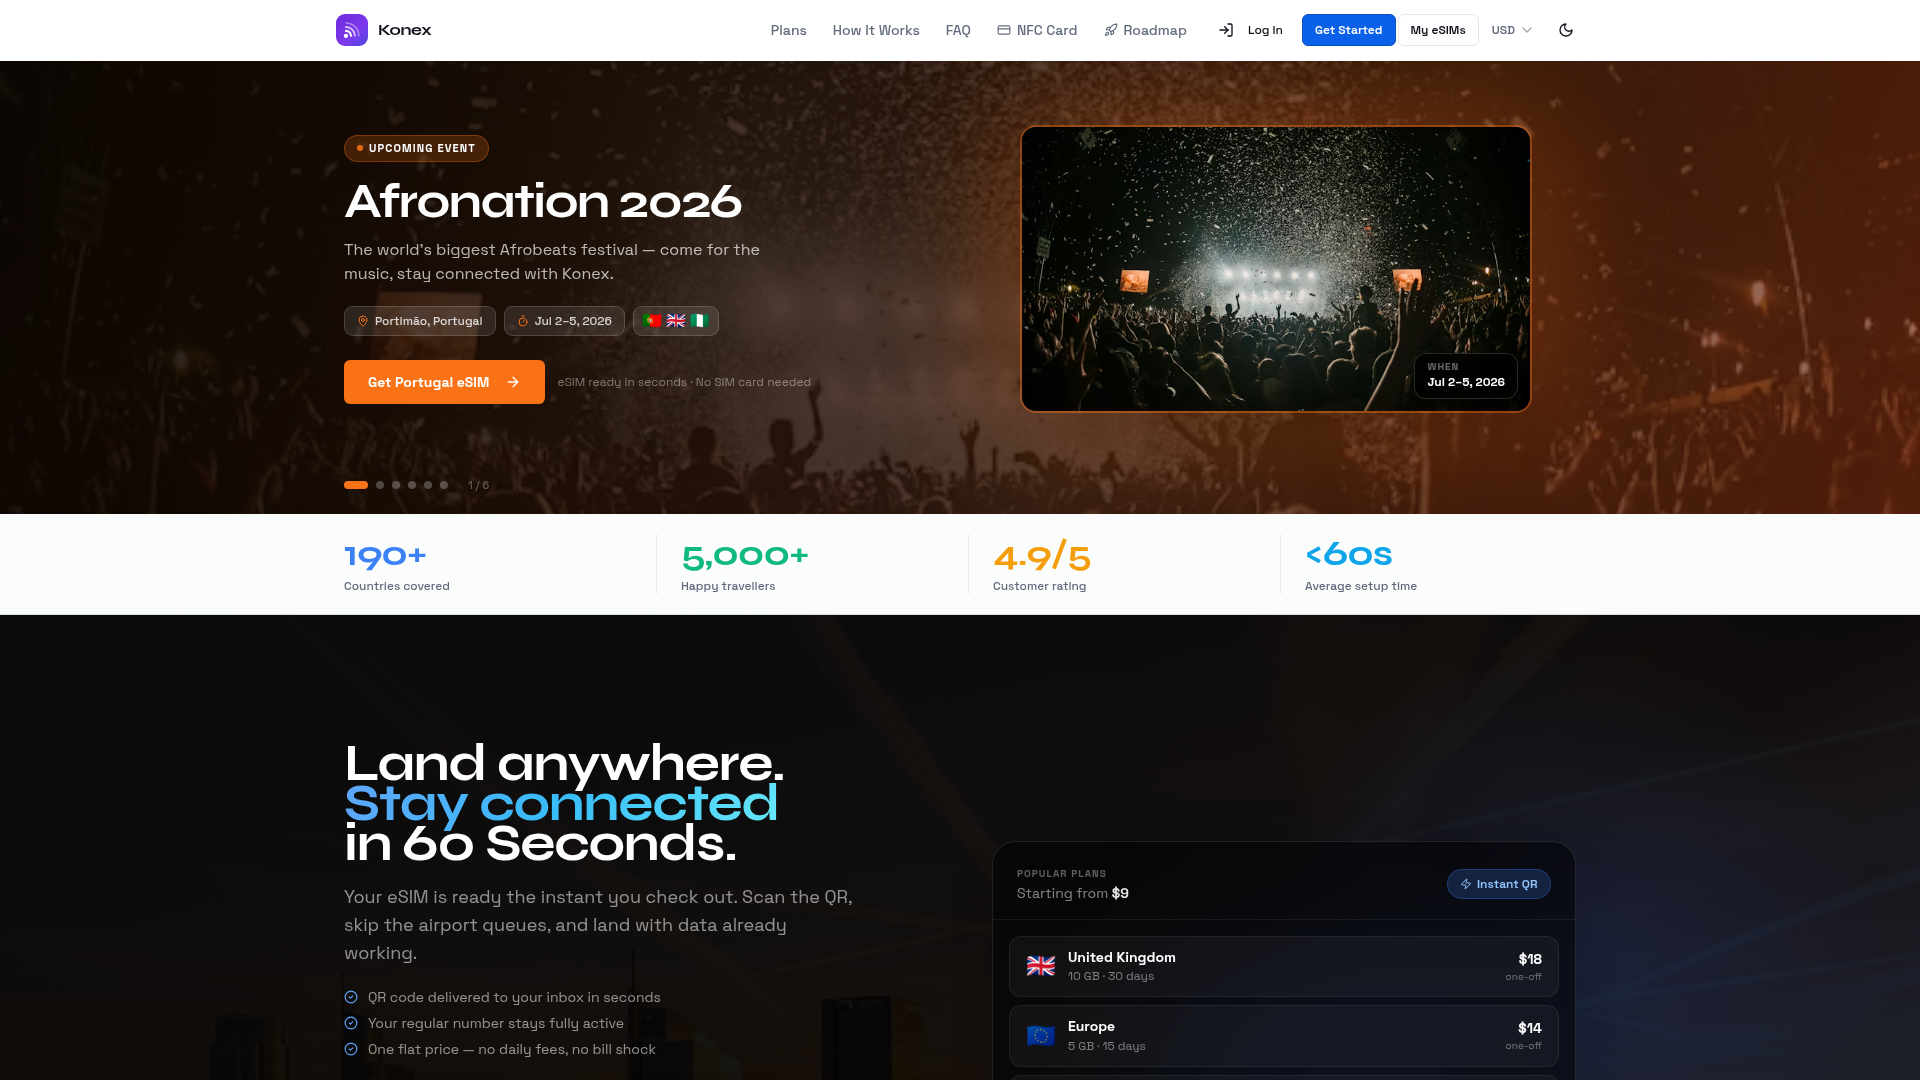 Konex
Plans
How It Works
FAQ
NFC Card
Roadmap
Log In
Get Started
My eSIMs
USD
UPCOMING EVENT
Afronation 2026
The world's biggest Afrobeats festival — come for the
music, stay connected with Konex.
Portimão, Portugal
Jul 2–5, 2026
Get Portugal eSIM
eSIM ready in seconds · No SIM card needed
WHEN
Jul 2–5, 2026
1 / 6
190+
Countries covered
5,000+
Happy travellers
4.9/5
Customer rating
<60s
Average setup time
Land anywhere.
Stay connected
in 60 Seconds.
Your eSIM is ready the instant you check out. Scan the QR,
skip the airport queues, and land with data already
working.
QR code delivered to your inbox in seconds
Your regular number stays fully active
One flat price — no daily fees, no bill shock
POPULAR PLANS
Starting from $9
Instant QR
United Kingdom
10 GB · 30 days
$18
one-off
Europe
5 GB · 15 days
$14
one-off